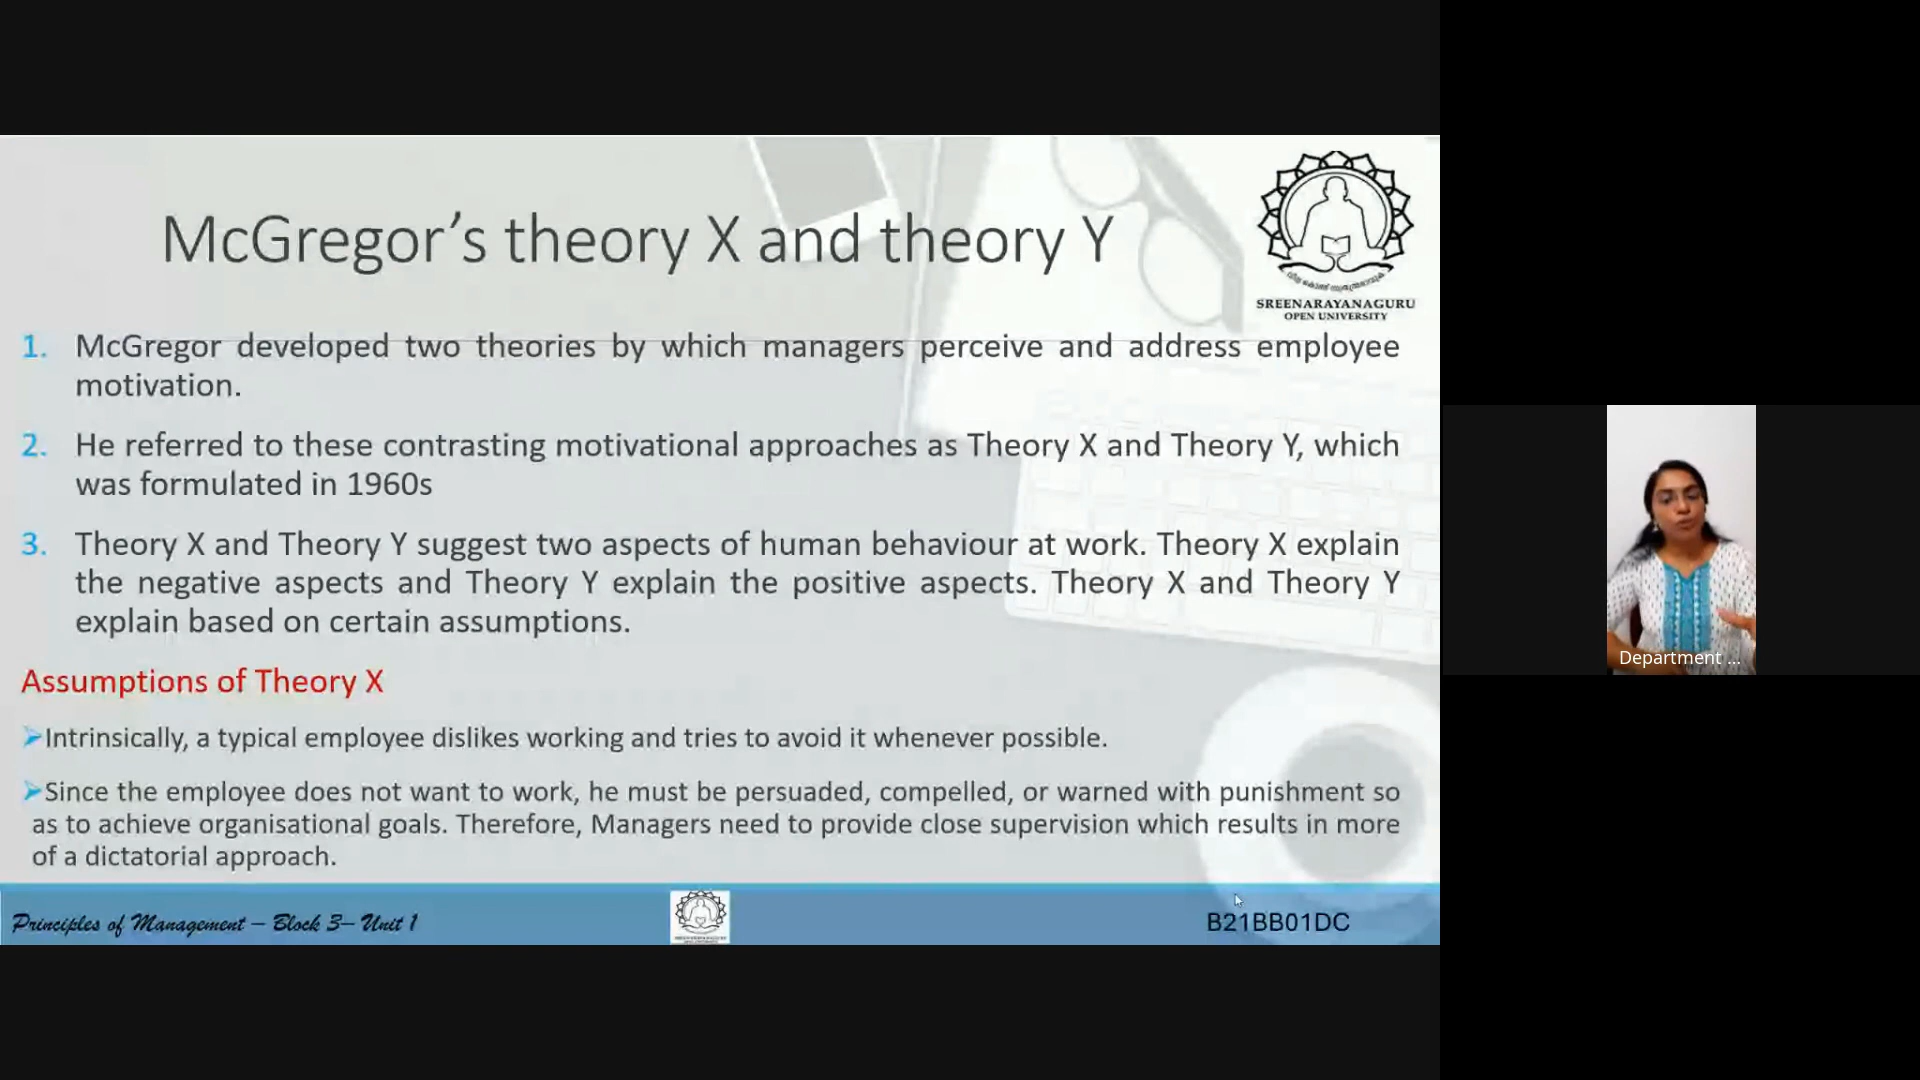 McGregor’s theory X and theory Y
SREENARAYANAGURU
OPEN UNIVERSITY
1. McGregor developed two theories by which managers perceive and address employee
motivation.
2. He referred to these contrasting motivational approaches as Theory X and Theory Y, which
was formulated in 1960s
3. Theory X and Theory Y suggest two aspects of human behaviour at work. Theory X explain
the negative aspects and Theory Y explain the positive aspects. Theory X and Theory Y
explain based on certain assumptions.
Assumptions of Theory X
➤Intrinsically, a typical employee dislikes working and tries to avoid it whenever possible.
➤Since the employee does not want to work, he must be persuaded, compelled, or warned with punishment so
as to achieve organisational goals. Therefore, Managers need to provide close supervision which results in more
of a dictatorial approach.
Principles of Management – Block 3– Unit 1
B21BB01DC
Department ...